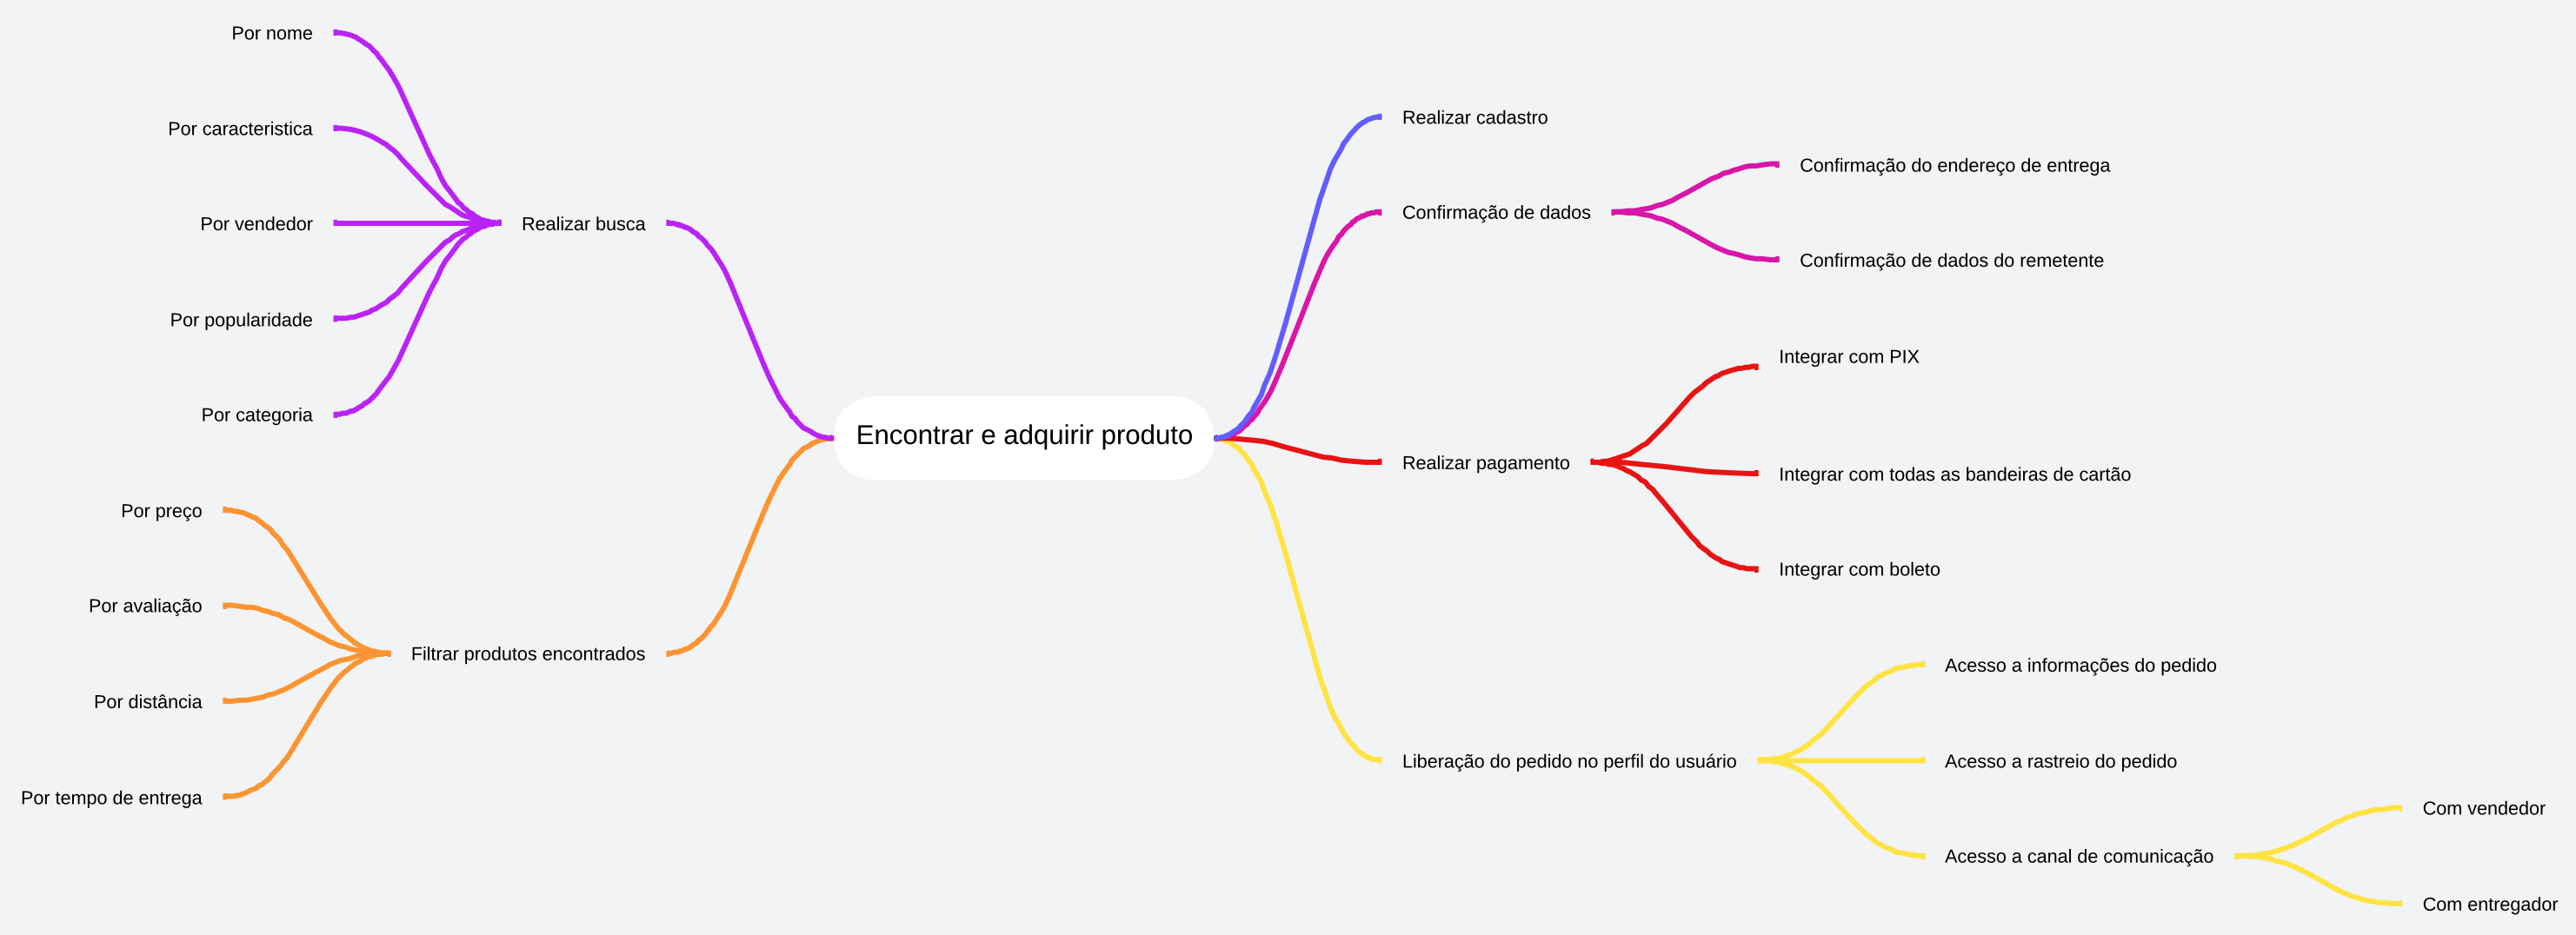 Por nome
Por caracteristica
Por vendedor
Por popularidade
Por categoria
Realizar busca
Por preço
Por avaliação
Por distância
Por tempo de entrega
Filtrar produtos encontrados
Encontrar e adquirir produto
Realizar cadastro
Confirmação de dados
Confirmação do endereço de entrega
Confirmação de dados do remetente
Realizar pagamento
Integrar com PIX
Integrar com todas as bandeiras de cartão
Integrar com boleto
Liberação do pedido no perfil do usuário
Acesso a informações do pedido
Acesso a rastreio do pedido
Acesso a canal de comunicação
Com vendedor
Com entregador